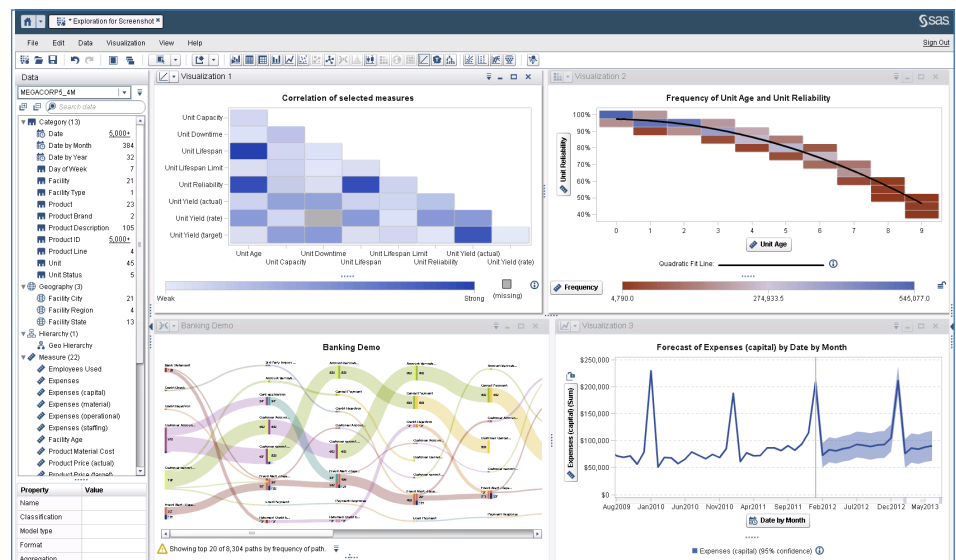 * Exploration for Screenshot
sas
File Edit Data Visualization View Help
Sign Out
Data
MEGACORP5_4M
Search data
Category (13)
Date 5,000+
Date by Month 384
Date by Year 32
Day of Week 7
Facility 21
Facility Type 1
Product 23
Product Brand 2
Product Description 105
Product ID 5,000+
Product Line 4
Unit 45
Unit Status 5
Geography (3)
Facility City 21
Facility Region 4
Facility State 13
Hierarchy (1)
Geo Hierarchy
Measure (22)
Employees Used
Expenses
Expenses (capital)
Expenses (material)
Expenses (operational)
Expenses (staffing)
Facility Age
Product Material Cost
Product Price (actual)
Product Price (target)
Property Value
Name
Classification
Model type
Format
Aggregation
Visualization 1
Correlation of selected measures
Unit Capacity
Unit Downtime
Unit Lifespan
Unit Lifespan Limit
Unit Reliability
Unit Yield (actual)
Unit Yield (rate)
Unit Yield (target)
Unit Age Unit Downtime Unit Lifespan Limit Unit Yield (actual)
Unit Capacity Unit Lifespan Unit Reliability Unit Yield (rate)
Weak Strong (missing)
Visualization 2
Frequency of Unit Age and Unit Reliability
Unit Reliability
100%
90%
80%
70%
60%
50%
40%
0 1 2 3 4 5 6 7 8 9
Unit Age
Quadratic Fit Line:
Frequency
4,790.0 274,933.5 545,077.0
Banking Demo
Banking Demo
Showing top 20 of 8,304 paths by frequency of path.
Visualization 3
Forecast of Expenses (capital) by Date by Month
Expenses (capital) (Sum)
$250,000
$200,000
$150,000
$100,000
$50,000
$0
Aug2009 Jan2010 Jun2010 Nov2010 Apr2011 Sep2011 Feb2012 Jul2012 Dec2012 May2013
Date by Month
Expenses (capital) (95% confidence)